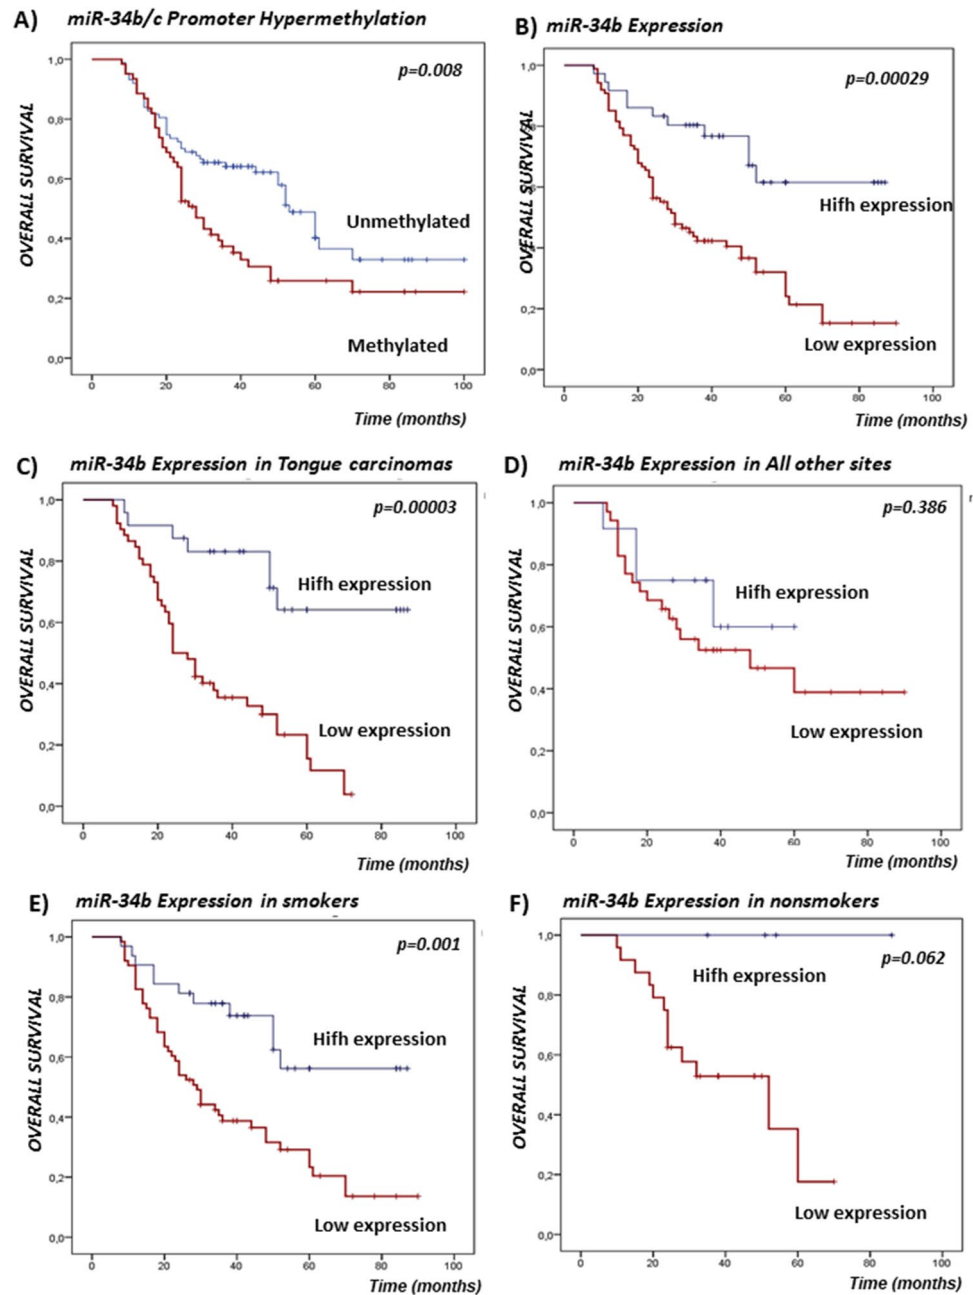 A) miR-34b/c Promoter Hypermethylation
p=0.008
OVERALL SURVIVAL
1,0
0,8
0,6
0,4
0,2
0,0
Unmethylated
Methylated
0 20 40 60 80 100
Time (months)
B) miR-34b Expression
p=0.00029
OVERALL SURVIVAL
1,0
0,8
0,6
0,4
0,2
0,0
Hifh expression
Low expression
0 20 40 60 80 100
Time (months)
C) miR-34b Expression in Tongue carcinomas
p=0.00003
OVERALL SURVIVAL
1,0
0,8
0,6
0,4
0,2
0,0
Hifh expression
Low expression
0 20 40 60 80 100
Time (months)
D) miR-34b Expression in All other sites
p=0.386
OVERALL SURVIVAL
1,0
0,8
0,6
0,4
0,2
0,0
Hifh expression
Low expression
0 20 40 60 80 100
Time (months)
E) miR-34b Expression in smokers
p=0.001
OVERALL SURVIVAL
1,0
0,8
0,6
0,4
0,2
0,0
Hifh expression
Low expression
0 20 40 60 80 100
Time (months)
F) miR-34b Expression in nonsmokers
p=0.062
OVERALL SURVIVAL
1,0
0,8
0,6
0,4
0,2
0,0
Hifh expression
Low expression
0 20 40 60 80 100
Time (months)